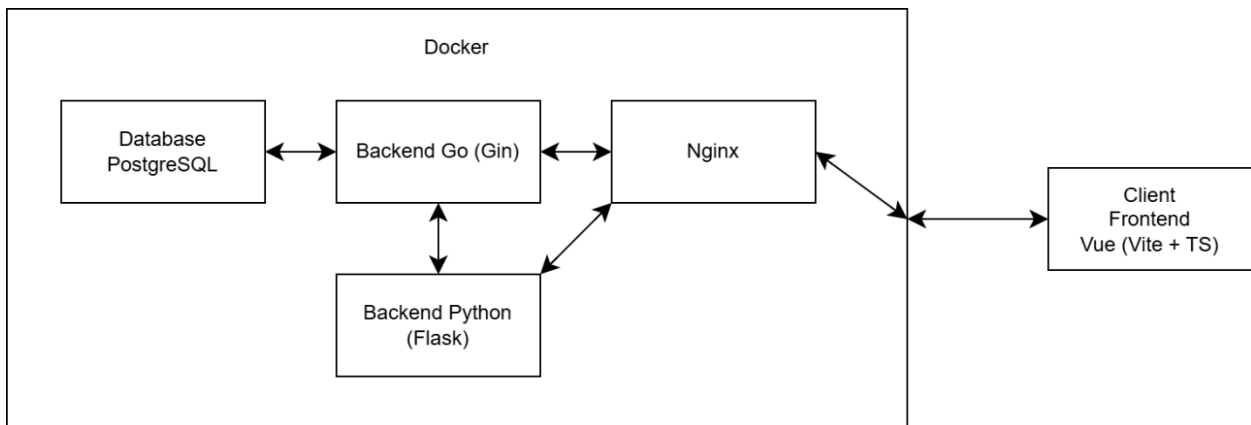 Docker
Database
PostgreSQL
Backend Go (Gin)
Nginx
Client
Frontend
Vue (Vite + TS)
Backend Python
(Flask)